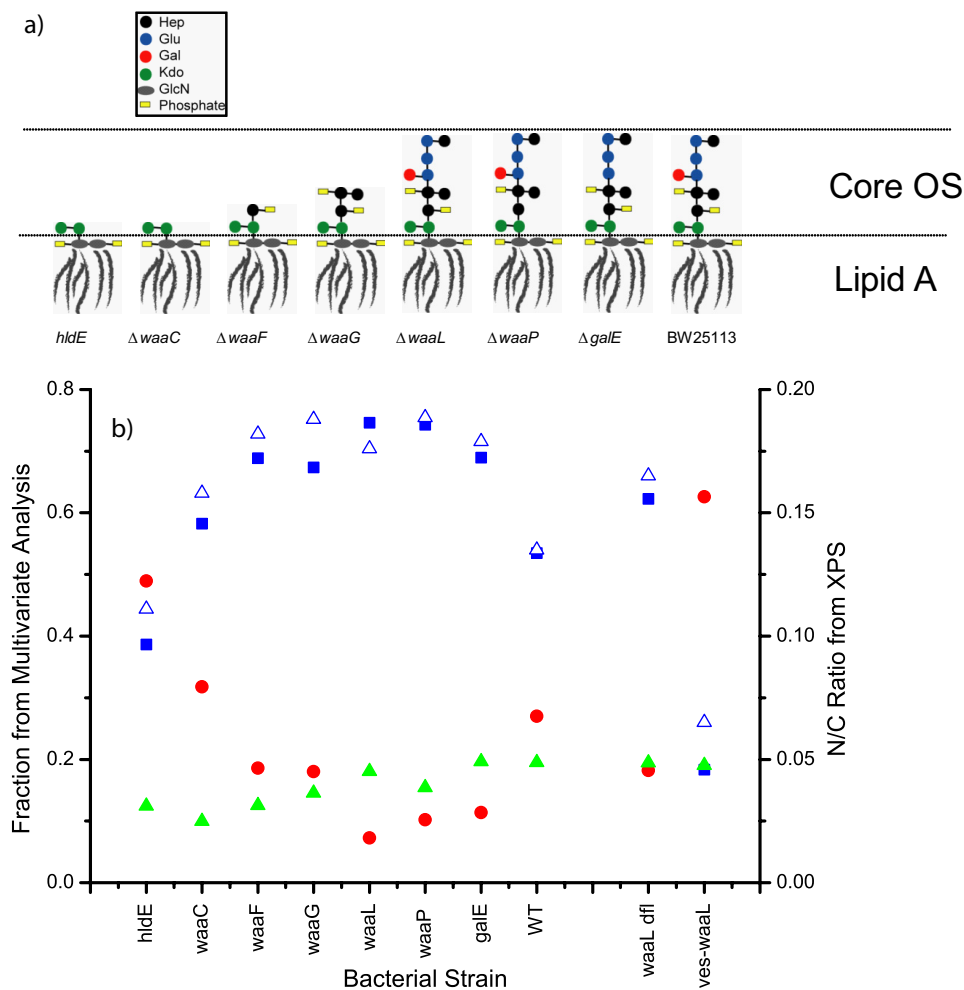 a)
Hep
Glu
Gal
Kdo
GlcN
Phosphate
Core OS
Lipid A
hldE
ΔwaaC
ΔwaaF
ΔwaaG
ΔwaaL
ΔwaaP
ΔgalE
BW25113
b)
Fraction from Multivariate Analysis
0.8
0.6
0.4
0.2
0.0
0.20
0.15
0.10
0.05
0.00
N/C Ratio from XPS
hldE
waaC
waaF
waaG
waaL
waaP
galE
WT
waaL dfl
ves-waaL
Bacterial Strain